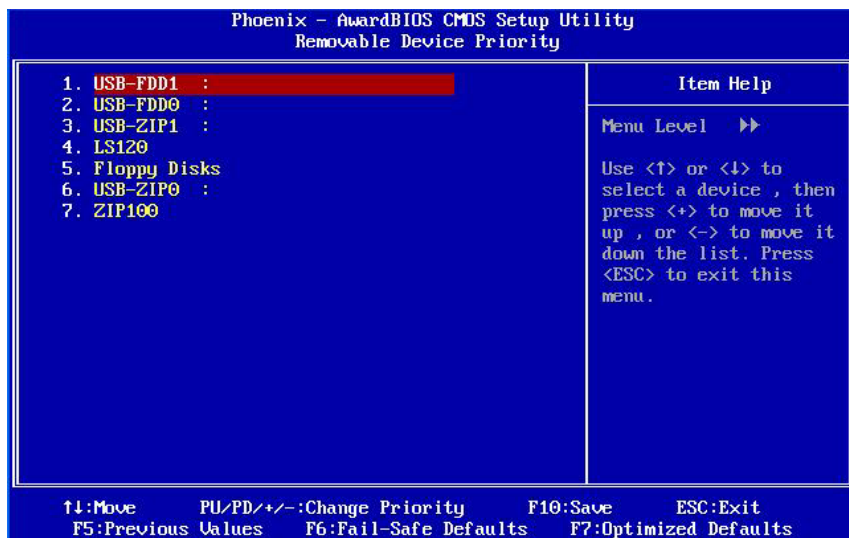 Phoenix - AwardBIOS CMOS Setup Utility
Removable Device Priority
1. USB-FDD1 :
2. USB-FDD0 :
3. USB-ZIP1 :
4. LS120
5. Floppy Disks
6. USB-ZIP0 :
7. ZIP100
Item Help
Menu Level ▶▶
Use <↑> or <↓> to
select a device , then
press <+> to move it
up , or <-> to move it
down the list. Press
<ESC> to exit this
menu.
↑↓:Move PU/PD/+/-:Change Priority F10:Save ESC:Exit
F5:Previous Values F6:Fail-Safe Defaults F7:Optimized Defaults